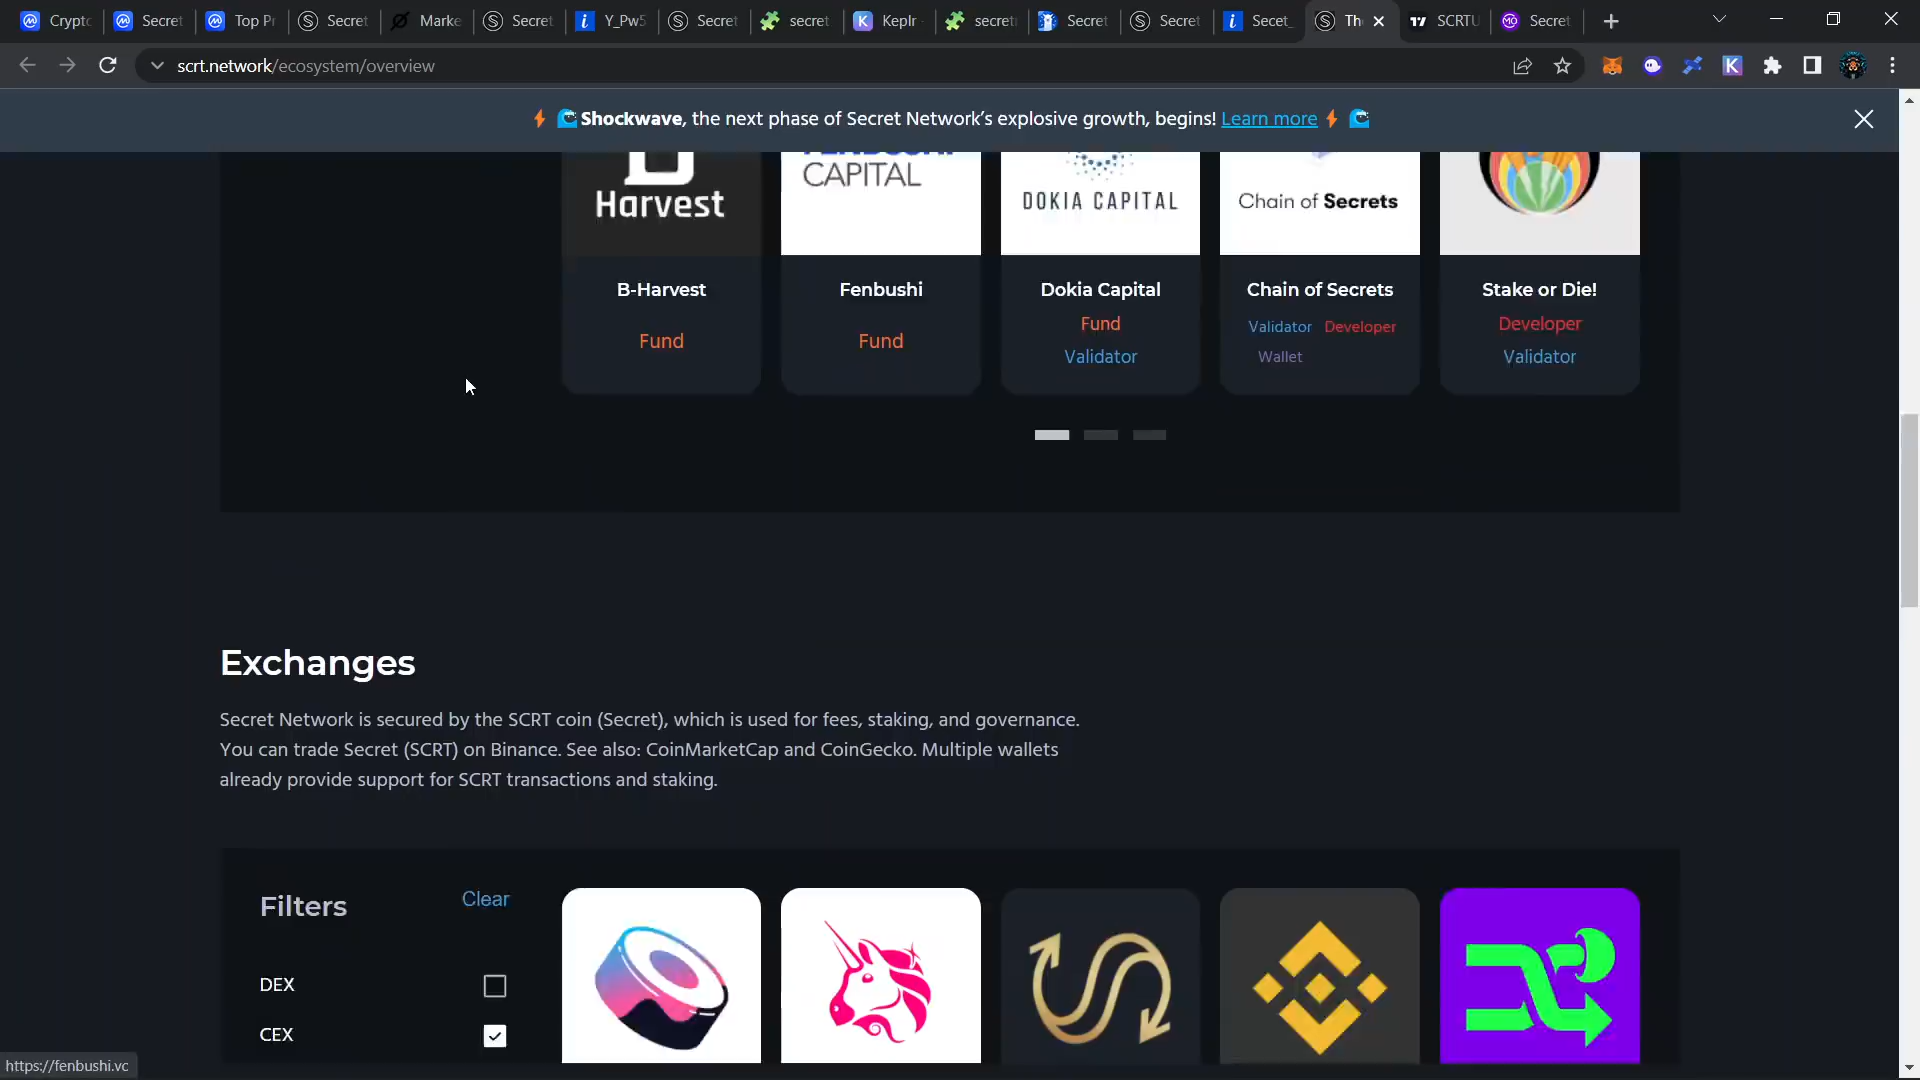 Crypto
Secret
Top Pr
Secret
Marke
Secret
Y_Pw5
Secret
secret
Keplr
secret
Secret
Secret
Secet_
Th
SCRTU
Secret
scrt.network/ecosystem/overview
Shockwave, the next phase of Secret Network’s explosive growth, begins! Learn more
Harvest
FENBUSHI
CAPITAL
DOKIA CAPITAL
Chain of Secrets
B-Harvest
Fenbushi
Dokia Capital
Chain of Secrets
Stake or Die!
Fund
Fund
Fund
Validator
Validator Developer
Wallet
Developer
Validator
Exchanges
Secret Network is secured by the SCRT coin (Secret), which is used for fees, staking, and governance.
You can trade Secret (SCRT) on Binance. See also: CoinMarketCap and CoinGecko. Multiple wallets
already provide support for SCRT transactions and staking.
Filters
Clear
DEX
CEX
https://fenbushi.vc